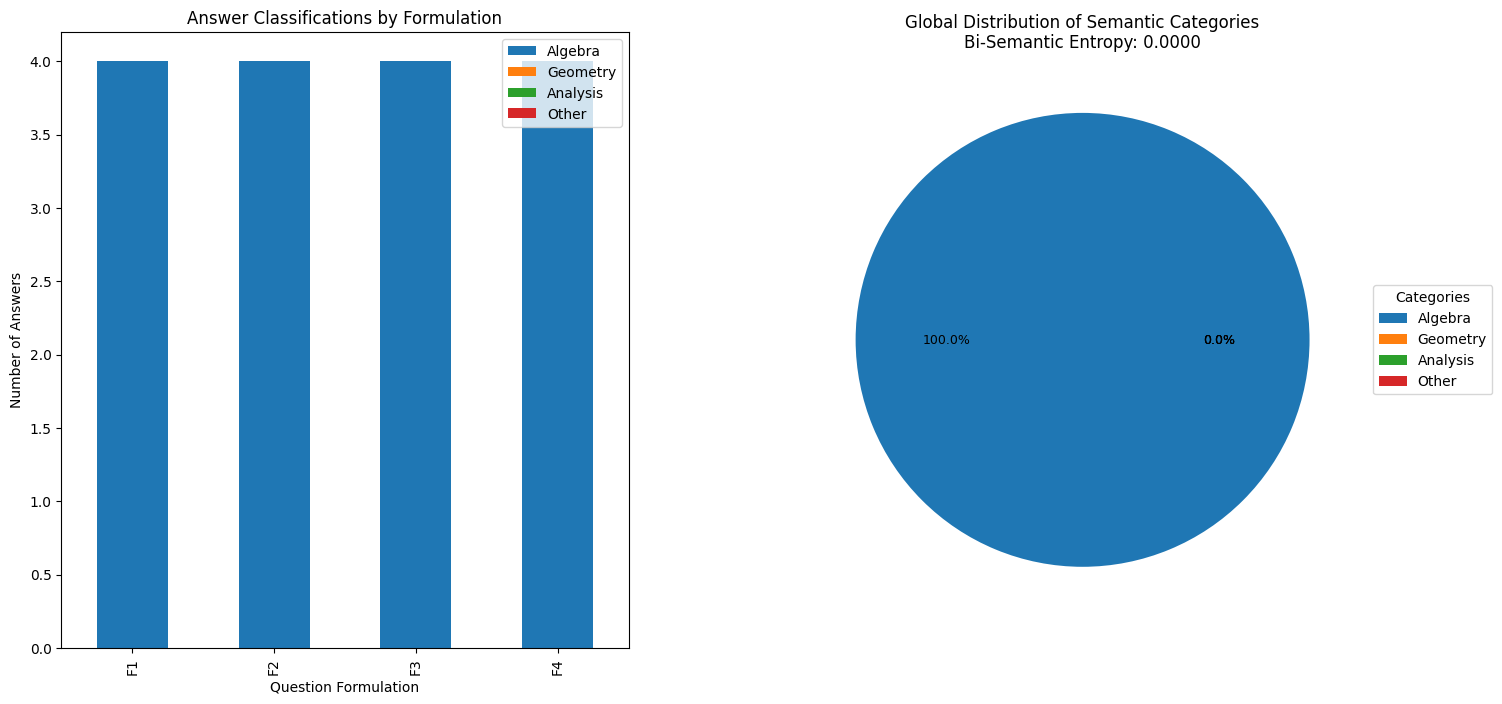 Answer Classifications by Formulation
Algebra
Geometry
Analysis
Other
4.0
3.5
3.0
2.5
2.0
1.5
1.0
0.5
0.0
Number of Answers
F1
F2
F3
F4
Question Formulation
Global Distribution of Semantic Categories
Bi-Semantic Entropy: 0.0000
100.0%
0.0%
Categories
Algebra
Geometry
Analysis
Other